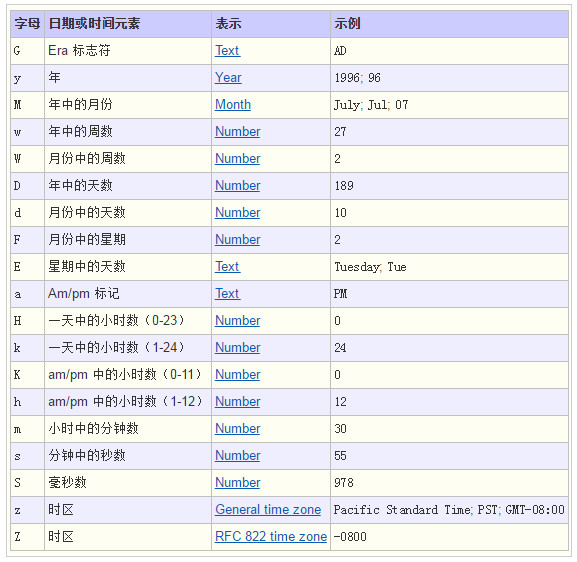 字母 日期或时间元素 表示 示例
G Era 标志符 Text AD
y 年 Year 1996; 96
M 年中的月份 Month July; Jul; 07
w 年中的周数 Number 27
W 月份中的周数 Number 2
D 年中的天数 Number 189
d 月份中的天数 Number 10
F 月份中的星期 Number 2
E 星期中的天数 Text Tuesday; Tue
a Am/pm 标记 Text PM
H 一天中的小时数（0-23） Number 0
k 一天中的小时数（1-24） Number 24
K am/pm 中的小时数（0-11） Number 0
h am/pm 中的小时数（1-12） Number 12
m 小时中的分钟数 Number 30
s 分钟中的秒数 Number 55
S 毫秒数 Number 978
z 时区 General time zone Pacific Standard Time; PST; GMT-08:00
Z 时区 RFC 822 time zone -0800